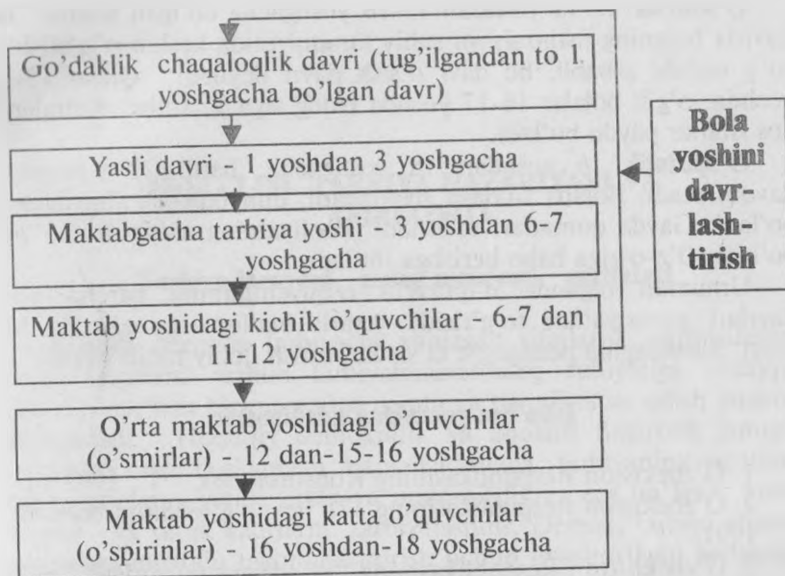 Go'daklik chaqaloqlik davri (tug'ilgandan to ..
yoshgacha bo'lgan davr)
Yasli davri - 1 yoshdan 3 yoshgacha
Maktabgacha tarbiya yoshi - 3 yoshdan 6-7
yoshgacha
Maktab yoshidagi kichik o'quvchilar - 6-7 dan
11-12 yoshgacha
O'rta maktab yoshidagi o'quvchilar
(o'smirlar) - 12 dan-15-16 yoshgacha
Maktab yoshidagi katta o'quvchilar
(o'spirinlar) - 16 yoshdan-18 yoshgacha
Bola
yoshini
davr-
lash-
tirish